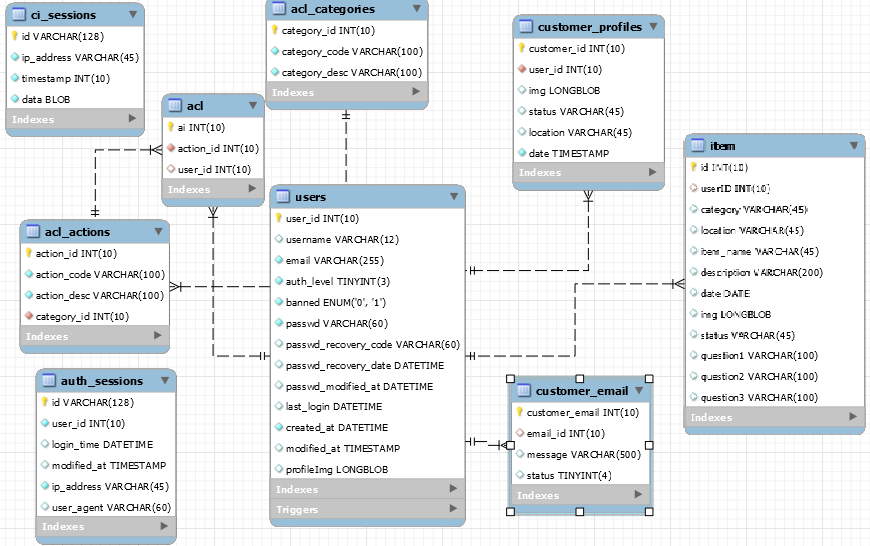 ci_sessions
id VARCHAR(128)
ip_address VARCHAR(45)
timestamp INT(10)
data BLOB
Indexes
acl_categories
category_id INT(10)
category_code VARCHAR(100)
category_desc VARCHAR(100)
Indexes
customer_profiles
customer_id INT(10)
user_id INT(10)
img LONGBLOB
status VARCHAR(45)
location VARCHAR(45)
date TIMESTAMP
Indexes
acl
ai INT(10)
action_id INT(10)
user_id INT(10)
Indexes
item
id INT(10)
userID INT(10)
category VARCHAR(45)
location VARCHAR(45)
item_name VARCHAR(45)
description VARCHAR(200)
date DATE
img LONGBLOB
status VARCHAR(45)
question1 VARCHAR(100)
question2 VARCHAR(100)
question3 VARCHAR(100)
Indexes
users
user_id INT(10)
username VARCHAR(12)
email VARCHAR(255)
auth_level TINYINT(3)
banned ENUM('0', '1')
passwd VARCHAR(60)
passwd_recovery_code VARCHAR(60)
passwd_recovery_date DATETIME
passwd_modified_at DATETIME
last_login DATETIME
created_at DATETIME
modified_at TIMESTAMP
profileImg LONGBLOB
Indexes
Triggers
acl_actions
action_id INT(10)
action_code VARCHAR(100)
action_desc VARCHAR(100)
category_id INT(10)
Indexes
auth_sessions
id VARCHAR(128)
user_id INT(10)
login_time DATETIME
modified_at TIMESTAMP
ip_address VARCHAR(45)
user_agent VARCHAR(60)
Indexes
customer_email
customer_email INT(10)
email_id INT(10)
message VARCHAR(500)
status TINYINT(4)
Indexes